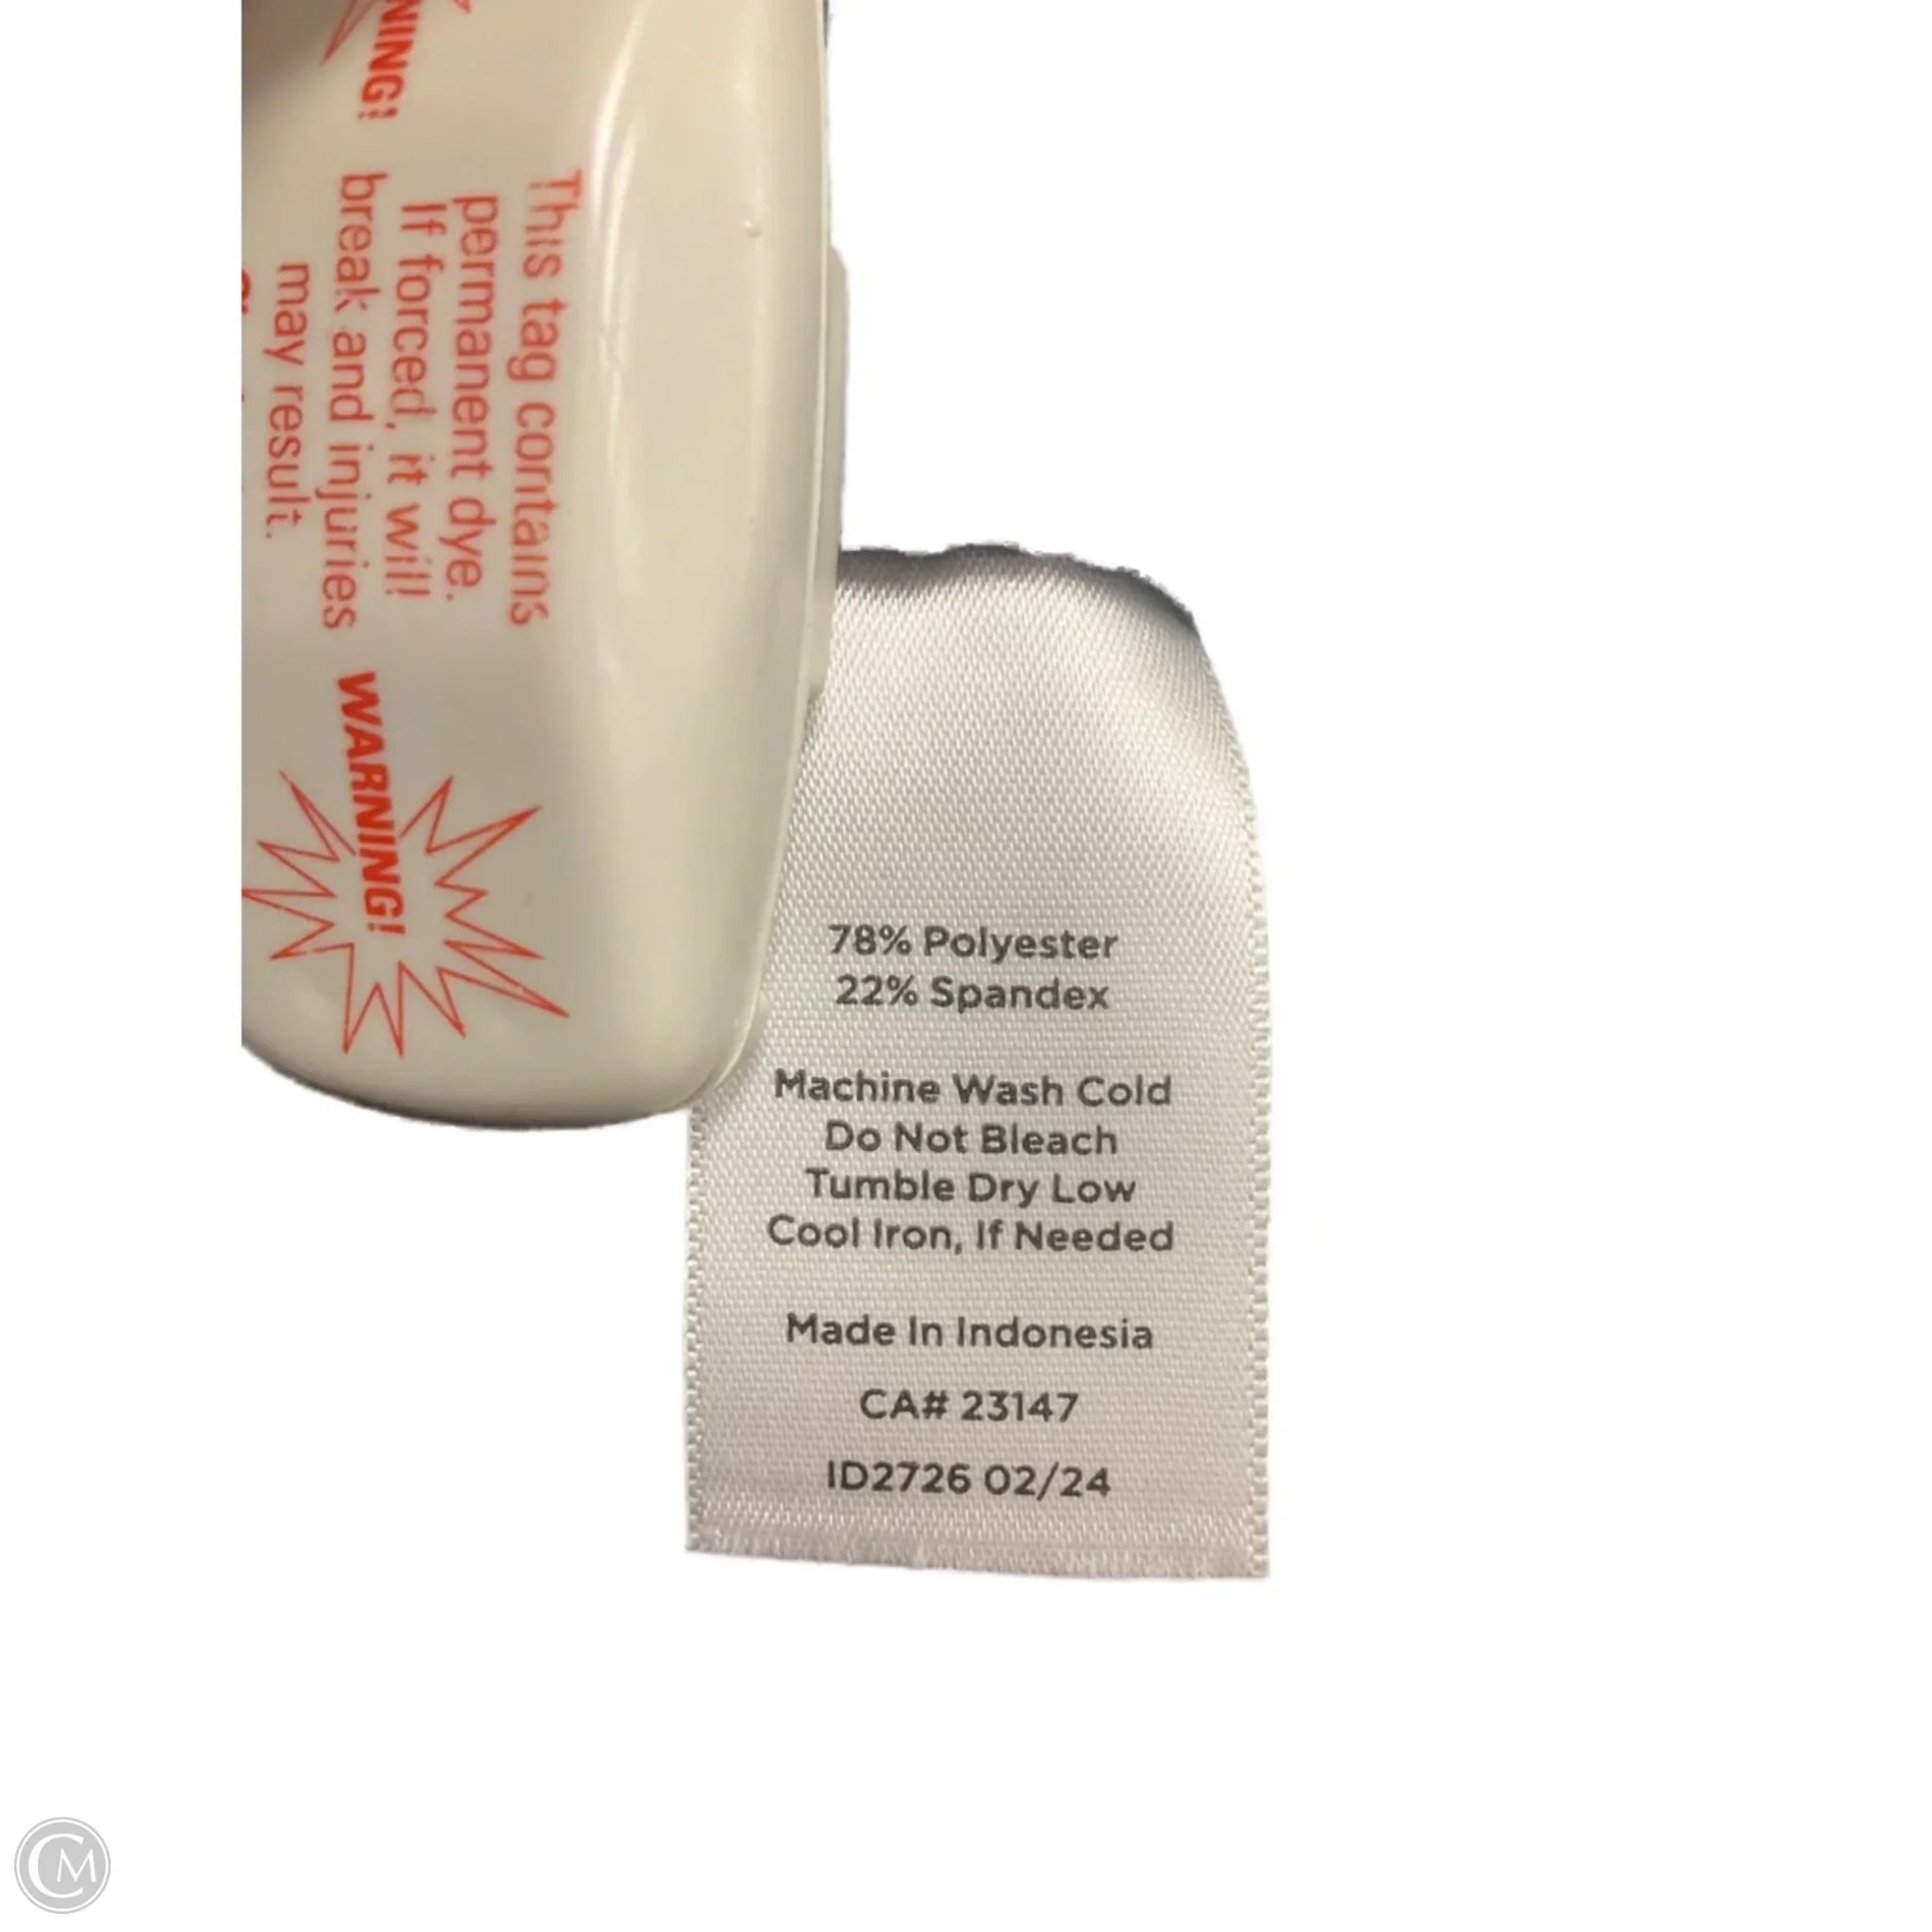 NING!
This tag contains
permanent dye.
If forced, it will
break and injuries
may result.
WARNING!
78% Polyester
22% Spandex
Machine Wash Cold
Do Not Bleach
Tumble Dry Low
Cool Iron, If Needed
Made In Indonesia
CA# 23147
ID2726 02/24
CM